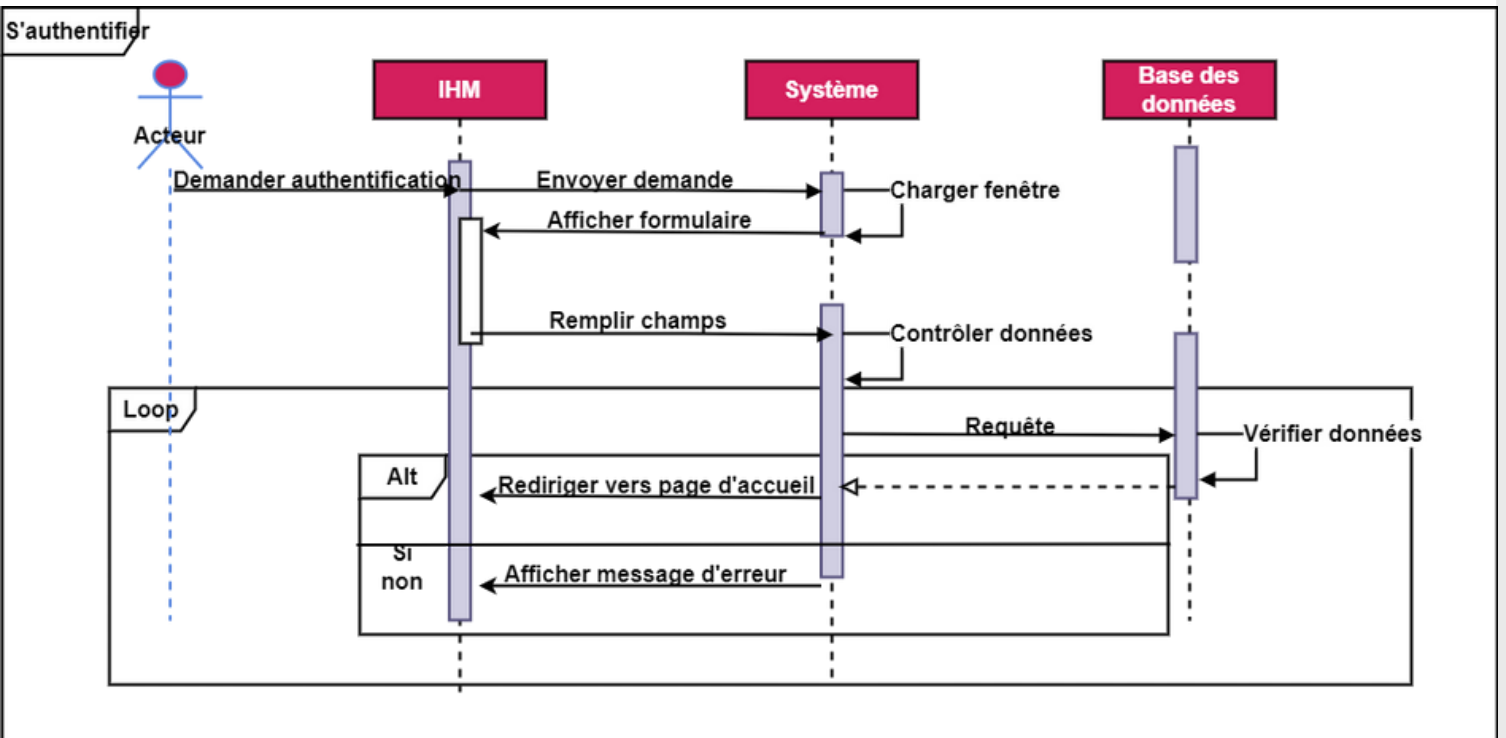 S'authentifier
Acteur
IHM
Système
Base des
données
Demander authentification
Envoyer demande
Charger fenêtre
Afficher formulaire
Remplir champs
Contrôler données
Loop
Requête
Vérifier données
Alt
Rediriger vers page d'accueil
Si
non
Afficher message d'erreur